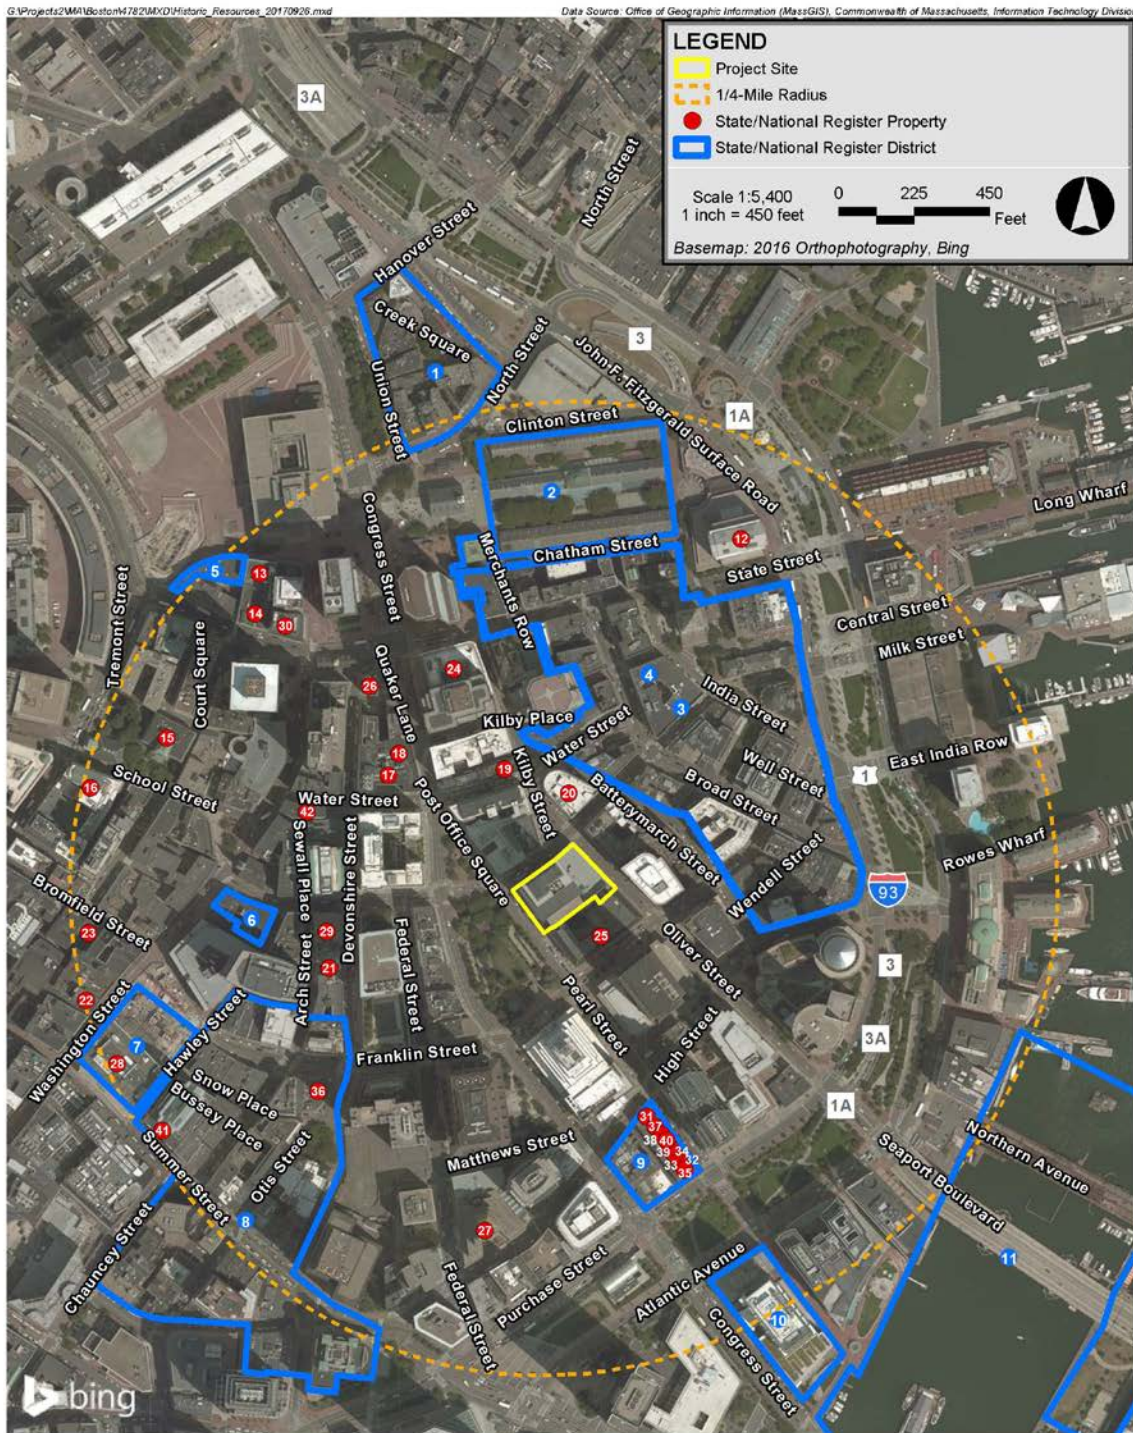 G:\Projects2\MA\Boston\4782\MXD\Historic_Resources_20170926.mxd
Data Source: Office of Geographic Information (MassGIS), Commonwealth of Massachusetts, Information Technology Division
LEGEND
Project Site
1/4-Mile Radius
State/National Register Property
State/National Register District
Scale 1:5,400
1 inch = 450 feet
0 225 450
Feet
Basemap: 2016 Orthophotography, Bing
3A
North Street
Hanover Street
Creek Square
1
Union Street
North Street
3
John F. Fitzgerald Surface Road
1A
Clinton Street
2
Congress Street
Merchants Row
Chatham Street
12
State Street
Long Wharf
5
13
14
30
Tremont Street
Court Square
Central Street
Milk Street
24
26
Quaker Lane
4
3
India Street
Kilby Place
Water Street
15
18
17
19
Kilby Street
20
East India Row
Well Street
1
16
School Street
Water Street
42
Post Office Square
Batterymarch Street
Broad Street
Sewall Place
Devonshire Street
Wendell Street
Rowes Wharf
93
Bromfield Street
6
23
29
21
Arch Street
Federal Street
25
Oliver Street
3
22
Washington Street
Hawley Street
7
28
Pearl Street
High Street
3A
Franklin Street
Snow Place
Bussey Place
36
41
1A
31
37
38 40
39 34
33 32
35
9
Matthews Street
Summer Street
Otis Street
8
Chauncey Street
27
Northern Avenue
Seaport Boulevard
11
Purchase Street
Federal Street
Atlantic Avenue
10
Congress Street
bing